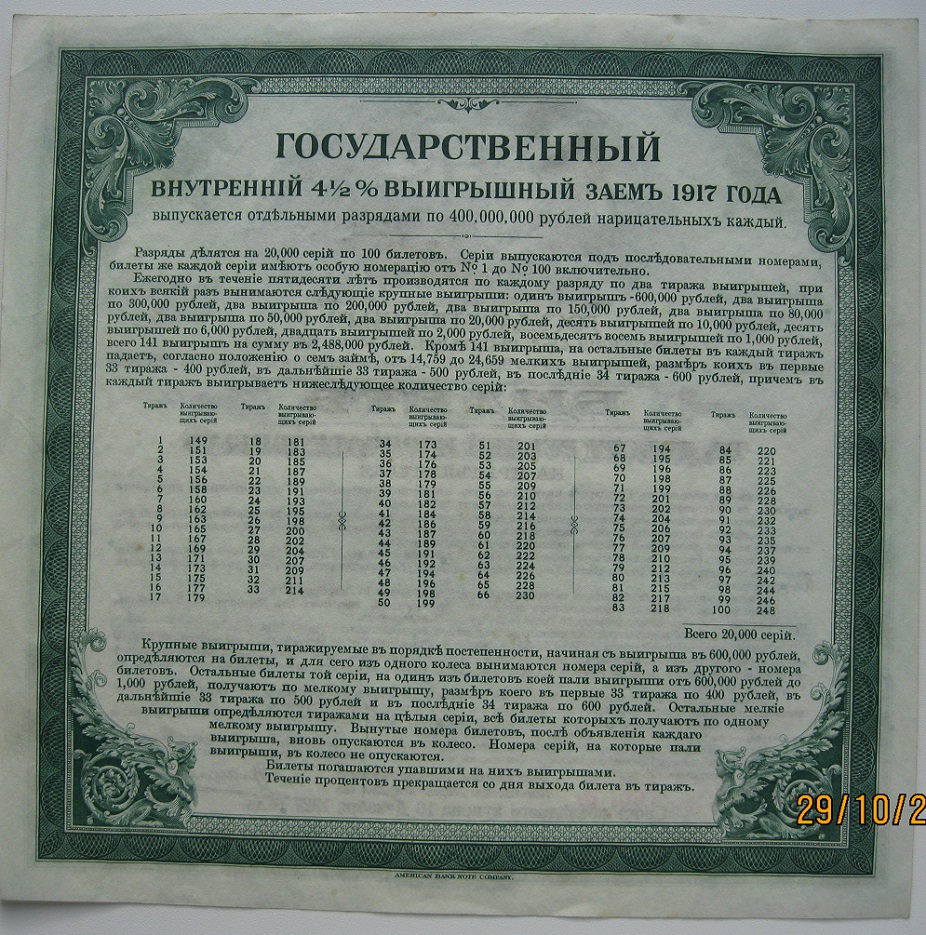 ГОСУДАРСТВЕННЫЙ
ВНУТРЕННІЙ 4½% ВЫИГРЫШНЫЙ ЗАЕМЪ 1917 ГОДА
выпускается отдѣльными разрядами по 400,000,000 рублей нарицательныхъ каждый.
Разряды дѣлятся на 20,000 серій по 100 билетовъ. Серіи выпускаются подъ послѣдовательными номерами,
билеты же каждой серіи имѣютъ особую номерацію отъ № 1 до № 100 включительно.
Ежегодно въ теченіе пятидесяти лѣтъ производятся по каждому разряду по два тиража выигрышей, при
коихъ всякій разъ вынимаются слѣдующіе крупные выигрыши: одинъ выигрышъ -600,000 рублей, два выигрыша
по 300,000 рублей, два выигрыша по 200,000 рублей, два выигрыша по 150,000 рублей, два выигрыша по 80,000
рублей, два выигрыша по 50,000 рублей, два выигрыша по 20,000 рублей, десять выигрышей по 10,000 рублей, десять
выигрышей по 6,000 рублей, двадцать выигрышей по 2,000 рублей, восемьдесятъ восемь выигрышей по 1,000 рублей,
всего 141 выигрышъ на сумму въ 2,488,000 рублей. Кромѣ 141 выигрыша, на остальные билеты въ каждый тиражъ
падаетъ, согласно положенію о семъ займѣ, отъ 14,759 до 24,659 мелкихъ выигрышей, размѣръ коихъ въ первые
33 тиража - 400 рублей, въ дальнѣйшіе 33 тиража - 500 рублей, въ послѣдніе 34 тиража - 600 рублей, причемъ въ
каждый тиражъ выигрываетъ нижеслѣдующее количество серій:
Тиражъ Количество выигрываю- щихъ серій Тиражъ Количество выигрываю- щихъ серій Тиражъ Количество выигрываю- щихъ серій Тиражъ Количество выигрываю- щихъ серій Тиражъ Количество выигрываю- щихъ серій Тиражъ Количество выигрываю- щихъ серій
1 149 18 181 34 173 51 201 67 194 84 220
2 151 19 183 35 174 52 203 68 195 85 221
3 153 20 185 36 176 53 205 69 196 86 223
4 154 21 187 37 178 54 207 70 198 87 225
5 156 22 189 38 179 55 209 71 199 88 226
6 158 23 191 39 181 56 210 72 201 89 228
7 160 24 193 40 182 57 212 73 202 90 230
8 162 25 195 41 184 58 214 74 204 91 232
9 163 26 198 42 186 59 216 75 206 92 233
10 165 27 200 43 187 60 218 76 207 93 235
11 167 28 202 44 189 61 220 77 209 94 237
12 169 29 204 45 191 62 222 78 210 95 239
13 171 30 207 46 192 63 224 79 212 96 240
14 173 31 209 47 194 64 226 80 213 97 242
15 175 32 211 48 196 65 228 81 215 98 244
16 177 33 214 49 198 66 230 82 217 99 246
17 179 50 199 83 218 100 248
Всего 20,000 серій.
Крупные выигрыши, тиражируемые въ порядкѣ постепенности, начиная съ выигрыша въ 600,000 рублей,
опредѣляются на билеты, и для сего изъ одного колеса вынимаются номера серій, а изъ другого - номера
билетовъ. Остальные билеты той серіи, на одинъ изъ билетовъ коей пали выигрыши отъ 600,000 рублей до
1,000 рублей, получаютъ по мелкому выигрышу, размѣръ коего въ первые 33 тиража по 400 рублей, въ
дальнѣйшіе 33 тиража по 500 рублей и въ послѣдніе 34 тиража по 600 рублей. Остальные мелкіе
выигрыши опредѣляются тиражами на цѣлыя серіи, всѣ билеты которыхъ получаютъ по одному
мелкому выигрышу. Вынутые номера билетовъ, послѣ объявленія каждаго
выигрыша, вновь опускаются въ колесо. Номера серій, на которые пали
выигрыши, въ колесо не опускаются.
Билеты погашаются упавшими на нихъ выигрышами.
Теченіе процентовъ прекращается со дня выхода билета въ тиражъ.
AMERICAN BANK NOTE COMPANY.
29/10/2